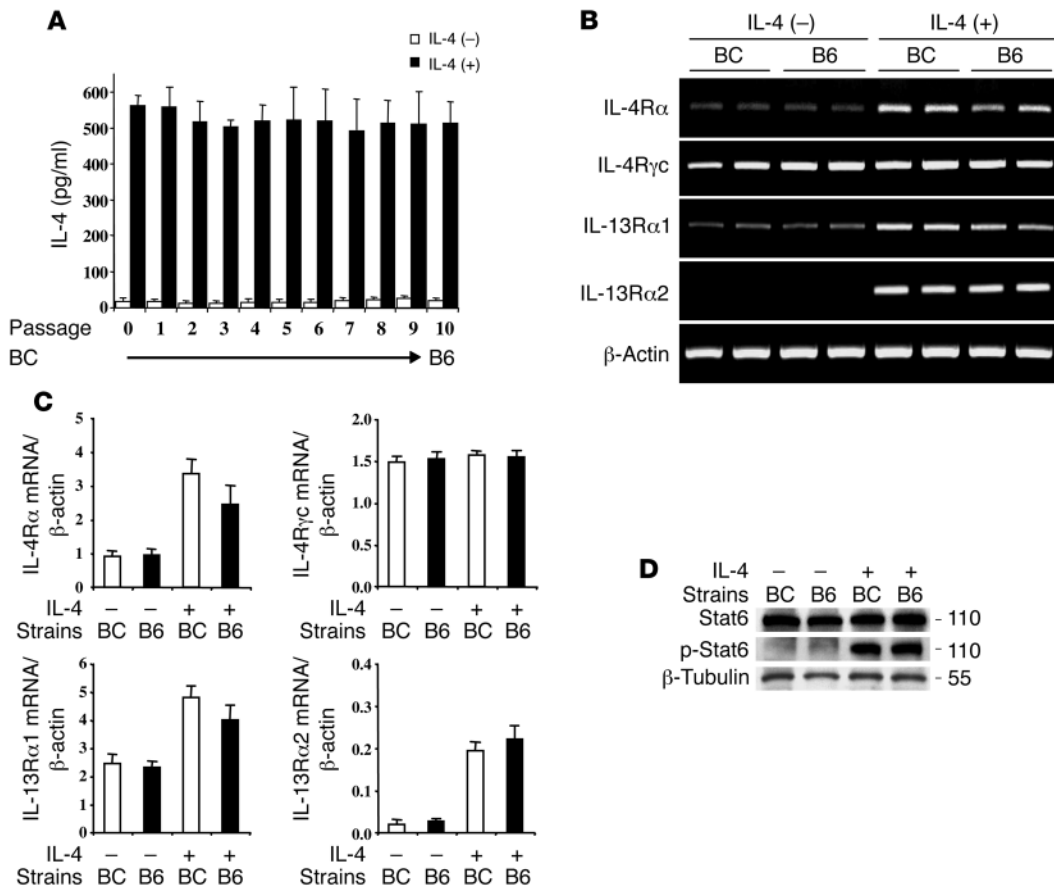 A
IL-4 (–)
IL-4 (+)
IL-4 (pg/ml)
600
500
400
300
200
100
0
Passage 0 1 2 3 4 5 6 7 8 9 10
BC B6
B
IL-4 (–) IL-4 (+)
BC B6 BC B6
IL-4Rα
IL-4Rγc
IL-13Rα1
IL-13Rα2
β-Actin
C
IL-4Rα mRNA/
β-actin
5
4
3
2
1
0
IL-4 – – + +
Strains BC B6 BC B6
IL-4Rγc mRNA/
β-actin
2.0
1.5
1.0
0.5
0.0
IL-4 – – + +
Strains BC B6 BC B6
IL-13Rα1 mRNA/
β-actin
6
5
4
3
2
1
0
IL-4 – – + +
Strains BC B6 BC B6
IL-13Rα2 mRNA/
β-actin
0.4
0.3
0.2
0.1
0.0
IL-4 – – + +
Strains BC B6 BC B6
D
IL-4 – – + +
Strains BC B6 BC B6
Stat6 - 110
p-Stat6 - 110
β-Tubulin - 55